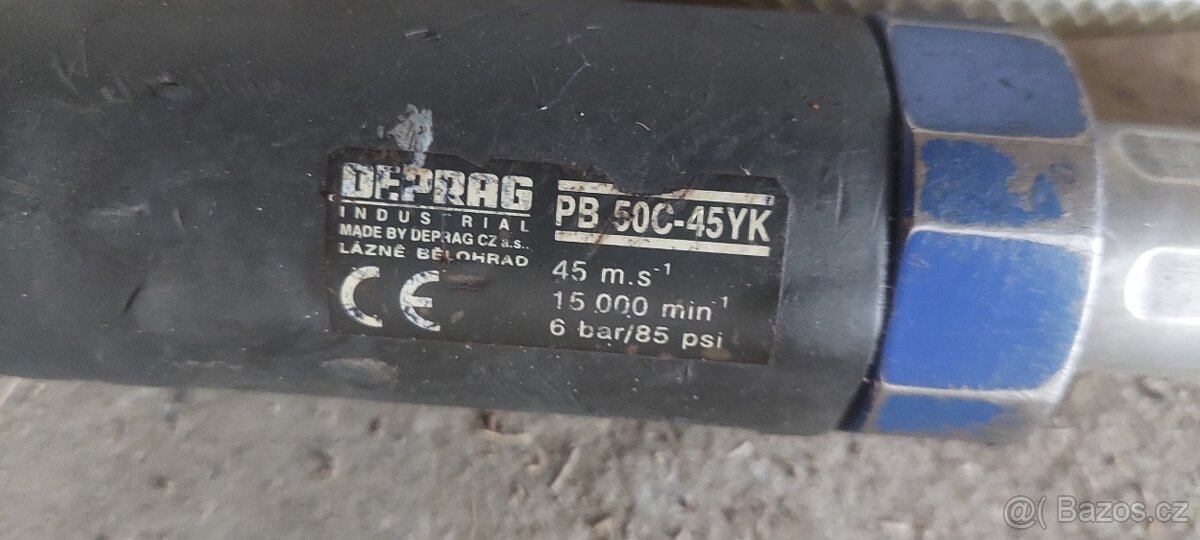 DEPRAG
INDUSTRIAL
MADE BY DEPRAG CZ a.s..
LÁZNĚ BĚLOHRAD
CE
PB 50C-45YK
45 m.s⁻¹
15 000 min⁻¹
6 bar/85 psi
@( Bazos.cz